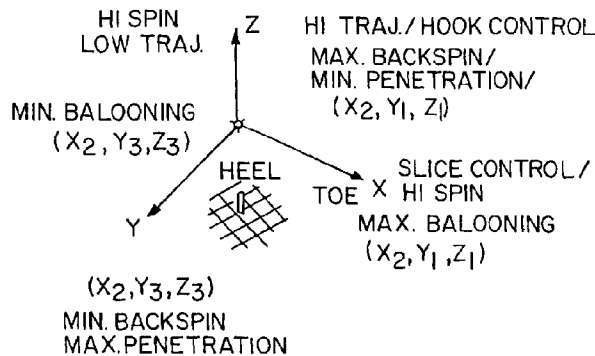 HI SPIN
LOW TRAJ.
Z
HI TRAJ./HOOK CONTROL
MAX. BACKSPIN/
MIN. PENETRATION/
(X2, Y1, Z1)
MIN. BALOONING
(X2, Y3, Z3)
HEEL
TOE
X
SLICE CONTROL/
HI SPIN
MAX. BALOONING
(X2, Y1, Z1)
Y
(X2, Y3, Z3)
MIN. BACKSPIN
MAX. PENETRATION